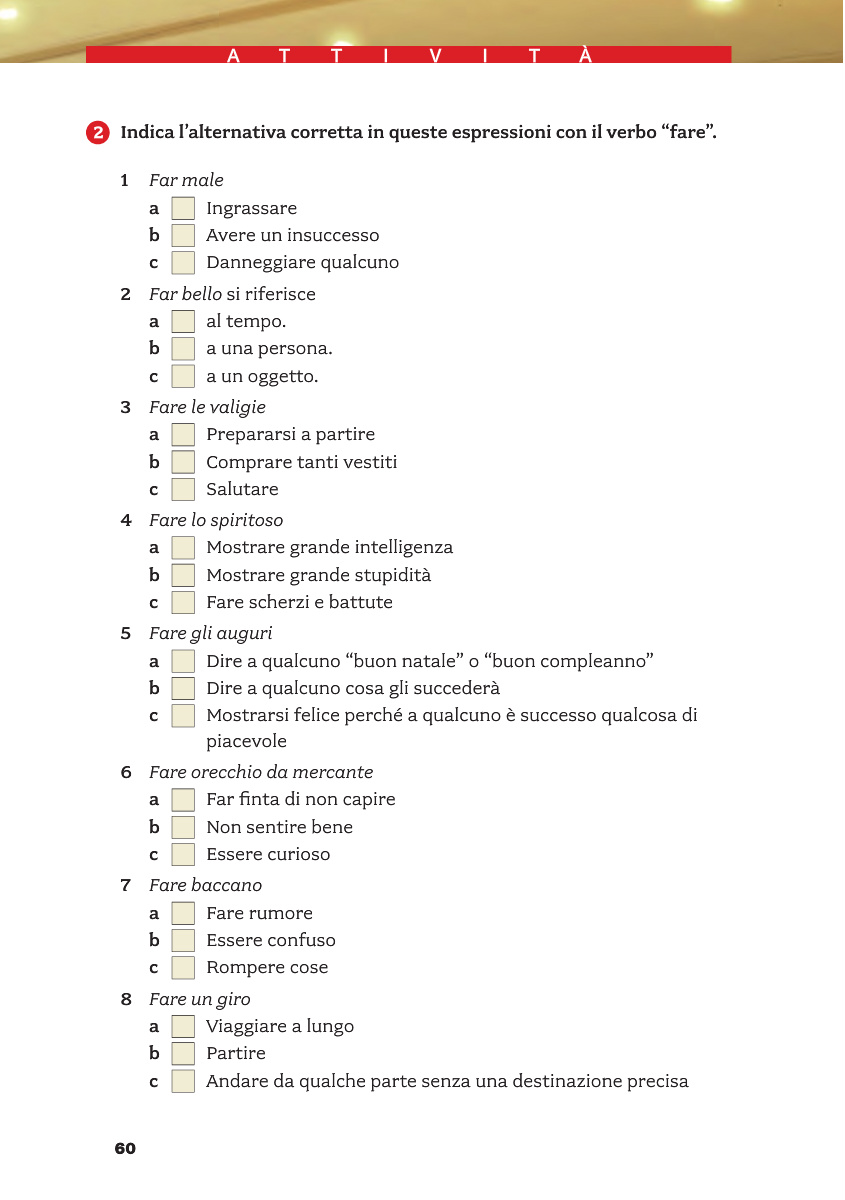 ATTIVITÀ
2 Indica l’alternativa corretta in queste espressioni con il verbo “fare”.
1 Far male
a Ingrassare
b Avere un insuccesso
c Danneggiare qualcuno
2 Far bello si riferisce
a al tempo.
b a una persona.
c a un oggetto.
3 Fare le valigie
a Prepararsi a partire
b Comprare tanti vestiti
c Salutare
4 Fare lo spiritoso
a Mostrare grande intelligenza
b Mostrare grande stupidità
c Fare scherzi e battute
5 Fare gli auguri
a Dire a qualcuno “buon natale” o “buon compleanno”
b Dire a qualcuno cosa gli succederà
c Mostrarsi felice perché a qualcuno è successo qualcosa di
piacevole
6 Fare orecchio da mercante
a Far finta di non capire
b Non sentire bene
c Essere curioso
7 Fare baccano
a Fare rumore
b Essere confuso
c Rompere cose
8 Fare un giro
a Viaggiare a lungo
b Partire
c Andare da qualche parte senza una destinazione precisa
60